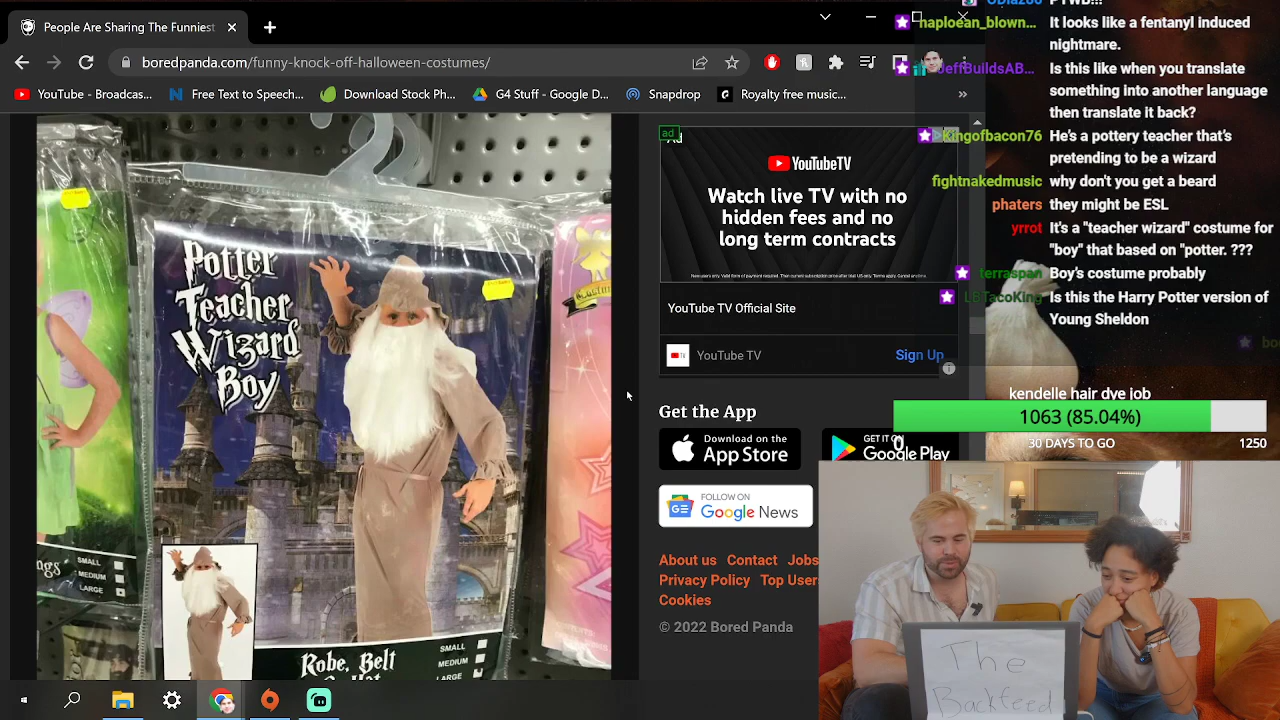 People Are Sharing The Funniest
boredpanda.com/funny-knock-off-halloween-costumes/
YouTube - Broadcas...
Free Text to Speech...
Download Stock Ph...
G4 Stuff - Google D...
Snapdrop
Royalty free music...
»
Potter
Teacher
Wizard
Boy
SMALL
MEDIUM
LARGE
Robe, Belt
SMALL
MEDIUM
LARGE
ad
YouTubeTV
Watch live TV with no
hidden fees and no
long term contracts
YouTube TV Official Site
YouTube TV
Sign Up
Get the App
Download on the
App Store
GET IT ON
Google Play
FOLLOW ON
Google News
About us Contact Jobs
Privacy Policy Top Users
Cookies
© 2022 Bored Panda
naploean_blown... It looks like a fentanyl induced
nightmare.
JeffBuildsAB... Is this like when you translate
something into another language
then translate it back?
Kingofbacon76 He's a pottery teacher that's
pretending to be a wizard
fightnakedmusic why don't you get a beard
phaters they might be ESL
yrrot It's a "teacher wizard" costume for
"boy" that based on "potter. ???
terraspan Boy's costume probably
LBTacoKing Is this the Harry Potter version of
Young Sheldon
kendelle hair dye job
1063 (85.04%)
0
30 DAYS TO GO
1250
The
Backfeed